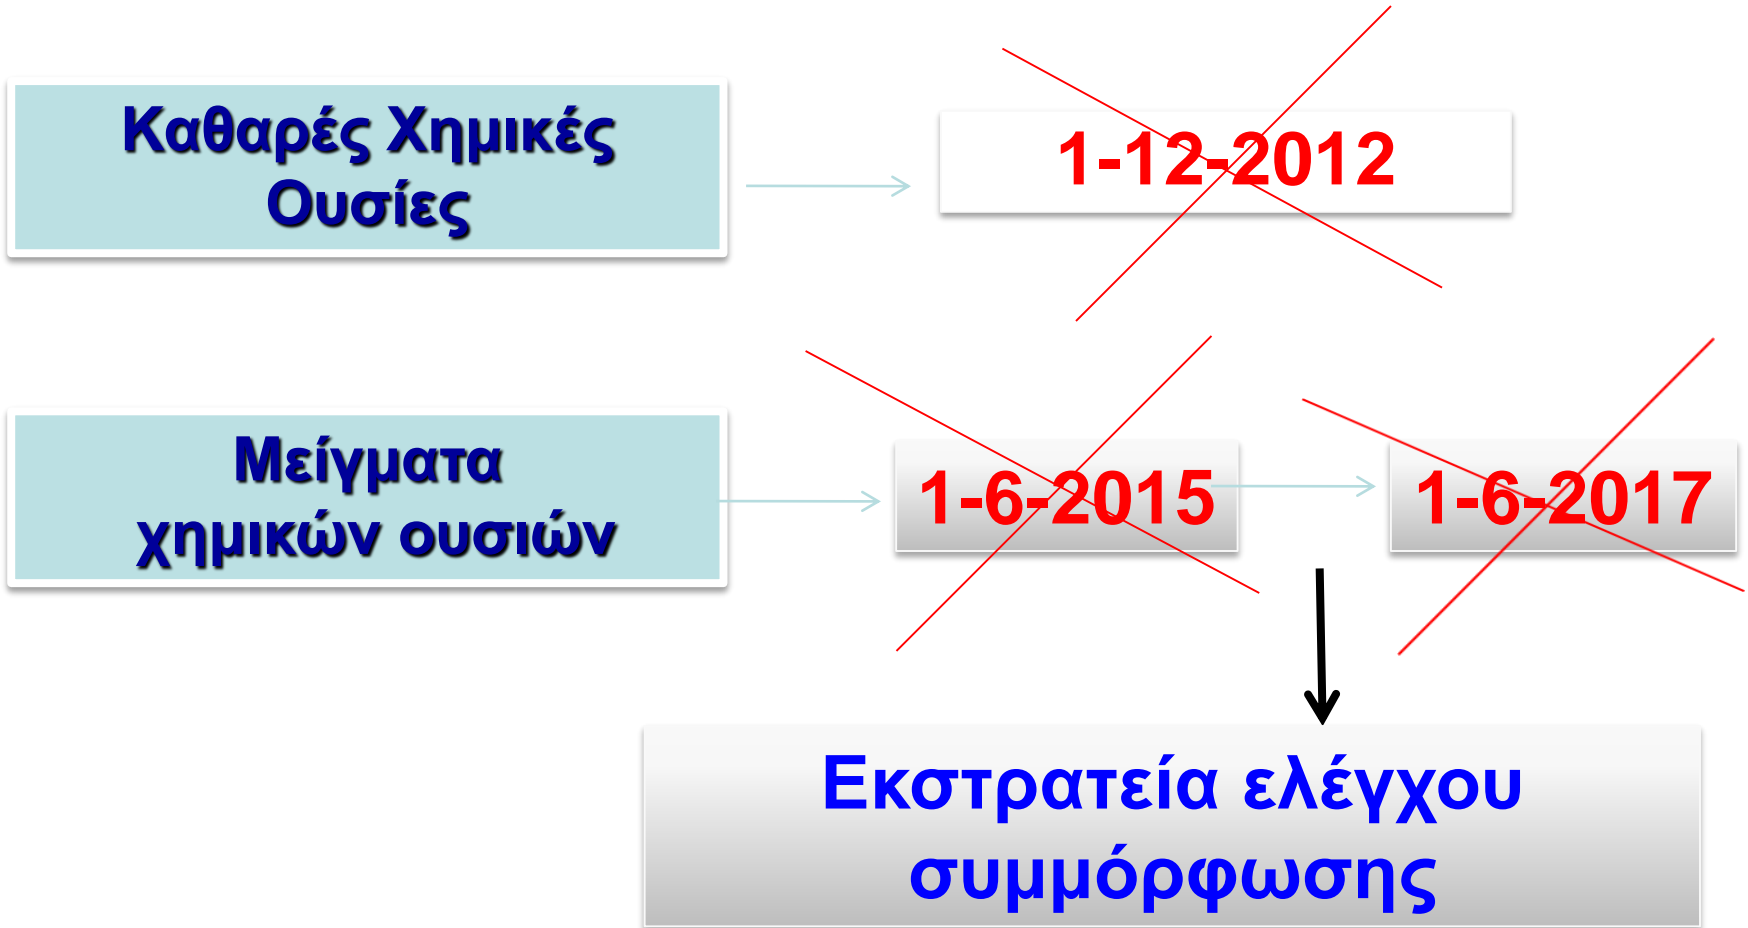 Καθαρές Χημικές
Ουσίες
1-12-2012
Μείγματα
χημικών ουσιών
1-6-2015
1-6-2017
Εκστρατεία ελέγχου
συμμόρφωσης